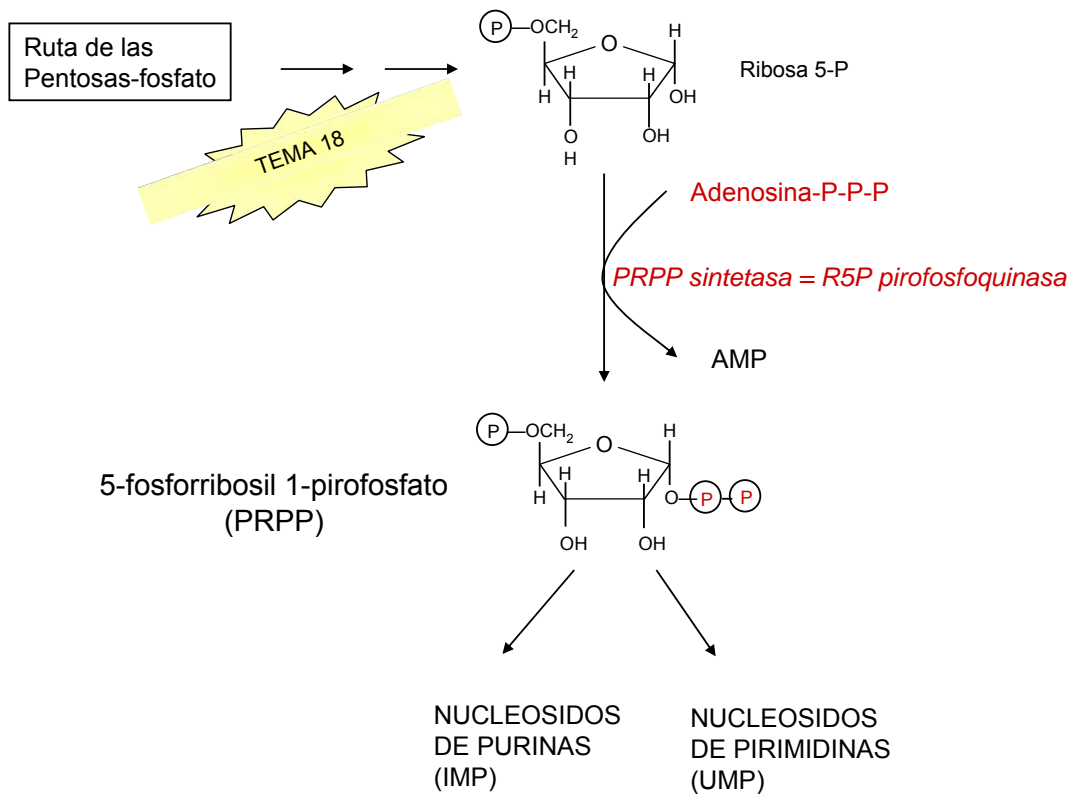 Ruta de las
Pentosas-fosfato
TEMA 18
P OCH2
O
H
H
H
H
OH
OH
O
H
Ribosa 5-P
Adenosina-P-P-P
PRPP sintetasa = R5P pirofosfoquinasa
AMP
P OCH2
O
H
H
H
H
O P P
OH
OH
5-fosforribosil 1-pirofosfato
(PRPP)
NUCLEOSIDOS
DE PURINAS
(IMP)
NUCLEOSIDOS
DE PIRIMIDINAS
(UMP)